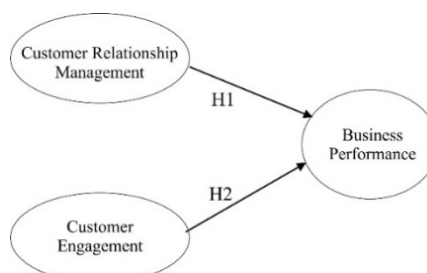 Customer Relationship
Management
H1
Business
Performance
H2
Customer
Engagement